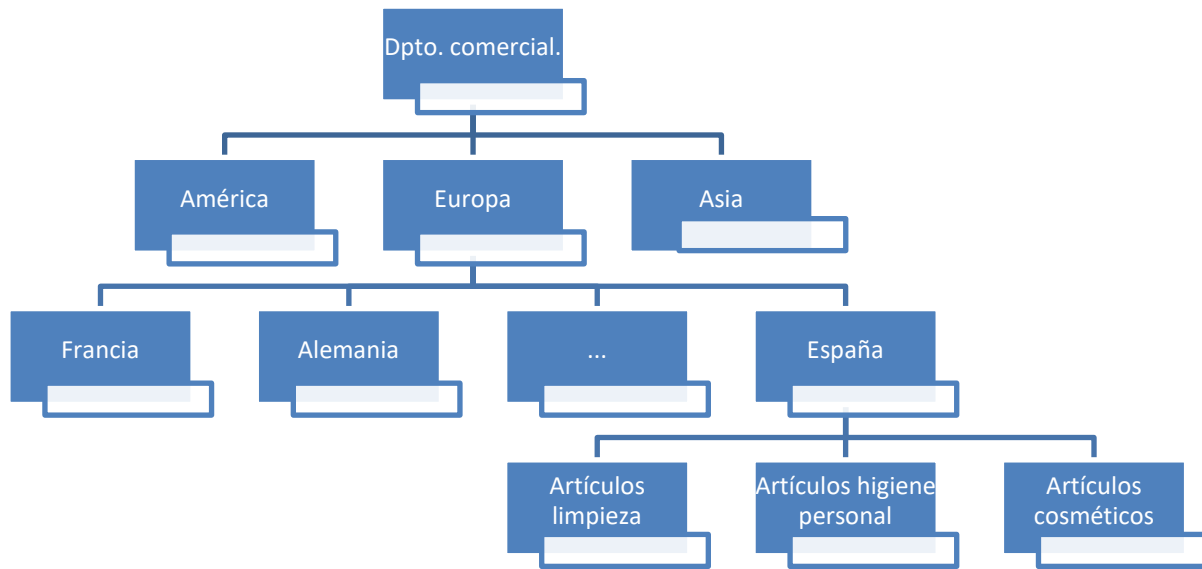 Dpto. comercial.
América
Europa
Asia
Francia
Alemania
...
España
Artículos
limpieza
Artículos higiene
personal
Artículos
cosméticos